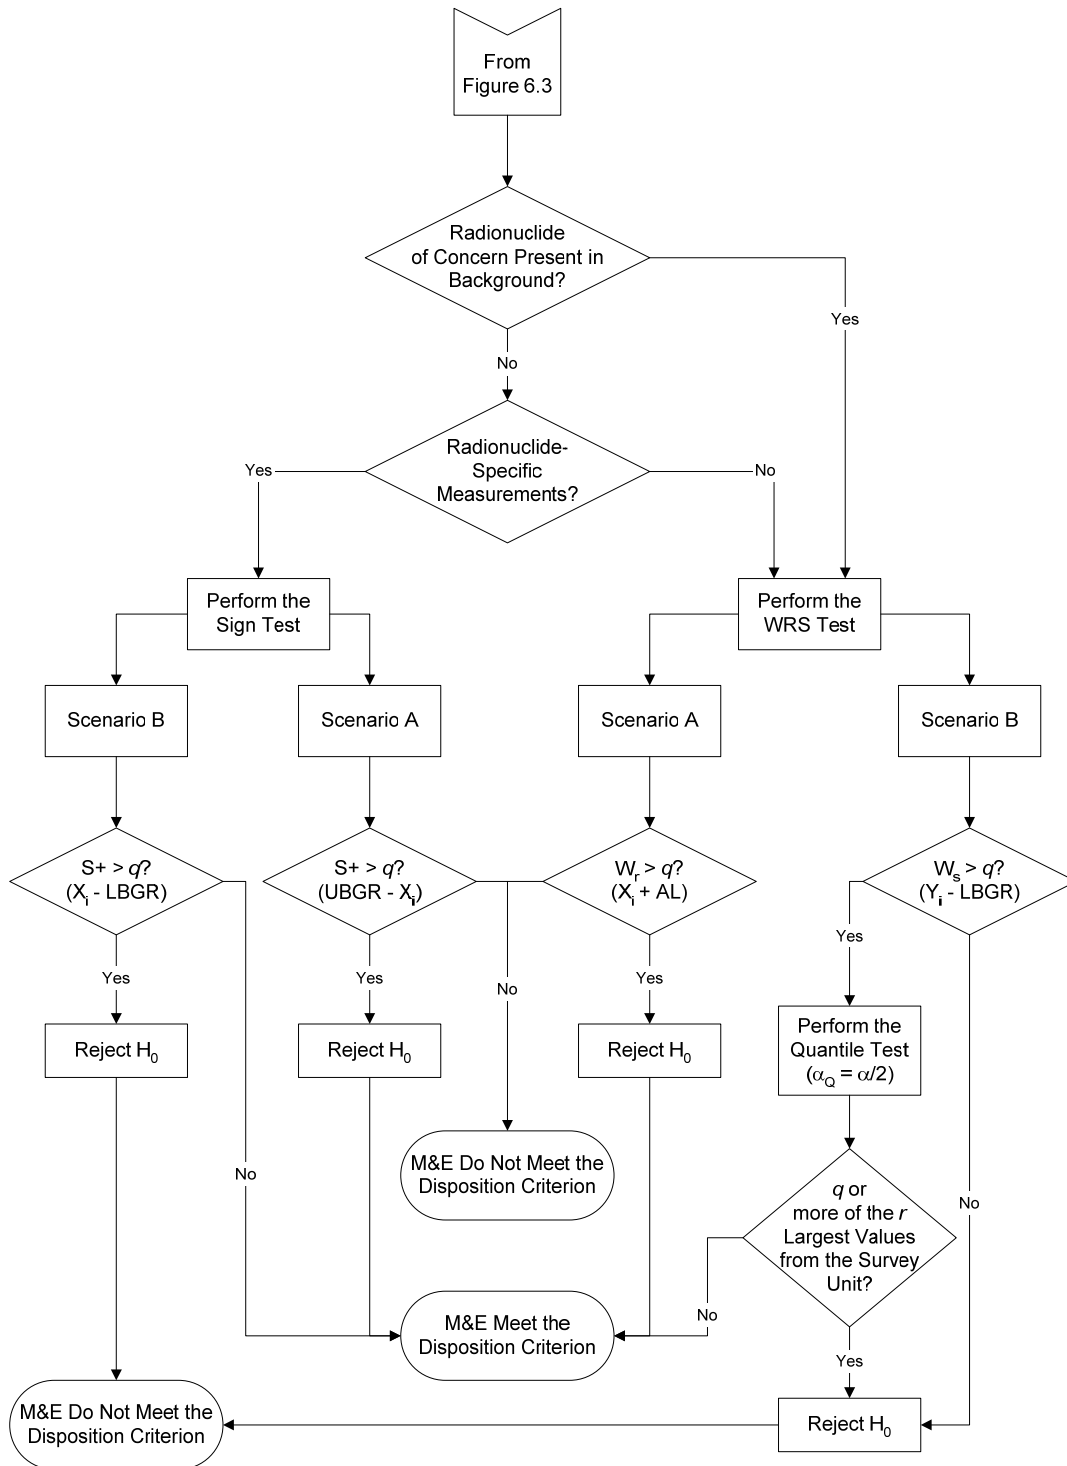 From
Figure 6.3
Radionuclide
of Concern Present in
Background?
Yes
No
Radionuclide-
Specific
Measurements?
Yes
No
Perform the
Sign Test
Perform the
WRS Test
Scenario B
Scenario A
Scenario A
Scenario B
S+ > q?
(Xi - LBGR)
S+ > q?
(UBGR - Xi)
Wr > q?
(Xi + AL)
Ws > q?
(Yi - LBGR)
Yes
Yes
No
Yes
Yes
Reject H0
Reject H0
Reject H0
Perform the
Quantile Test
(αQ = α/2)
No
M&E Do Not Meet the
Disposition Criterion
q or
more of the r
Largest Values
from the Survey
Unit?
No
No
M&E Meet the
Disposition Criterion
Yes
M&E Do Not Meet the
Disposition Criterion
Reject H0